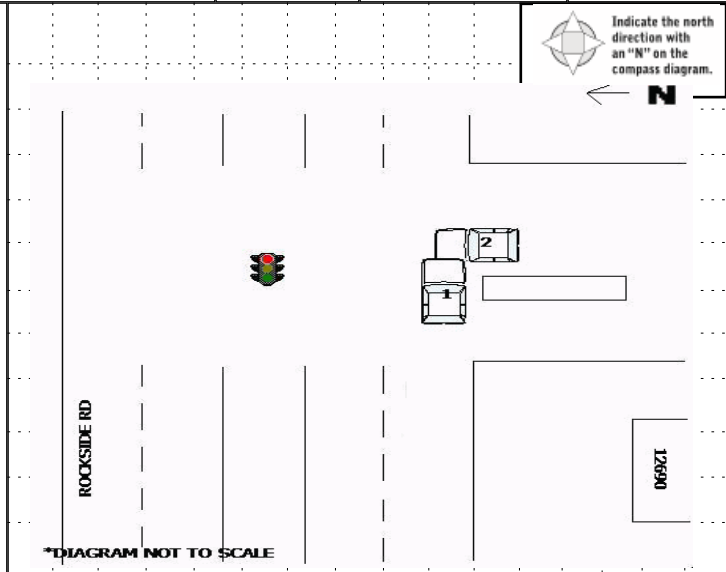 Indicate the north
direction with
an "N" on the
compass diagram.
N
2
1
ROCKSIDE RD
12690
*DIAGRAM NOT TO SCALE